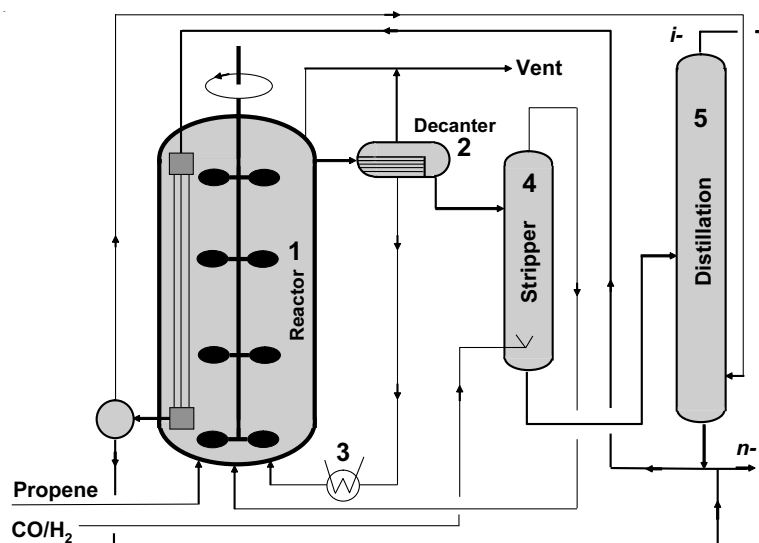 i-
Vent
Decanter
2
5
4
1
Reactor
Stripper
Distillation
3
n-
Propene
CO/H₂